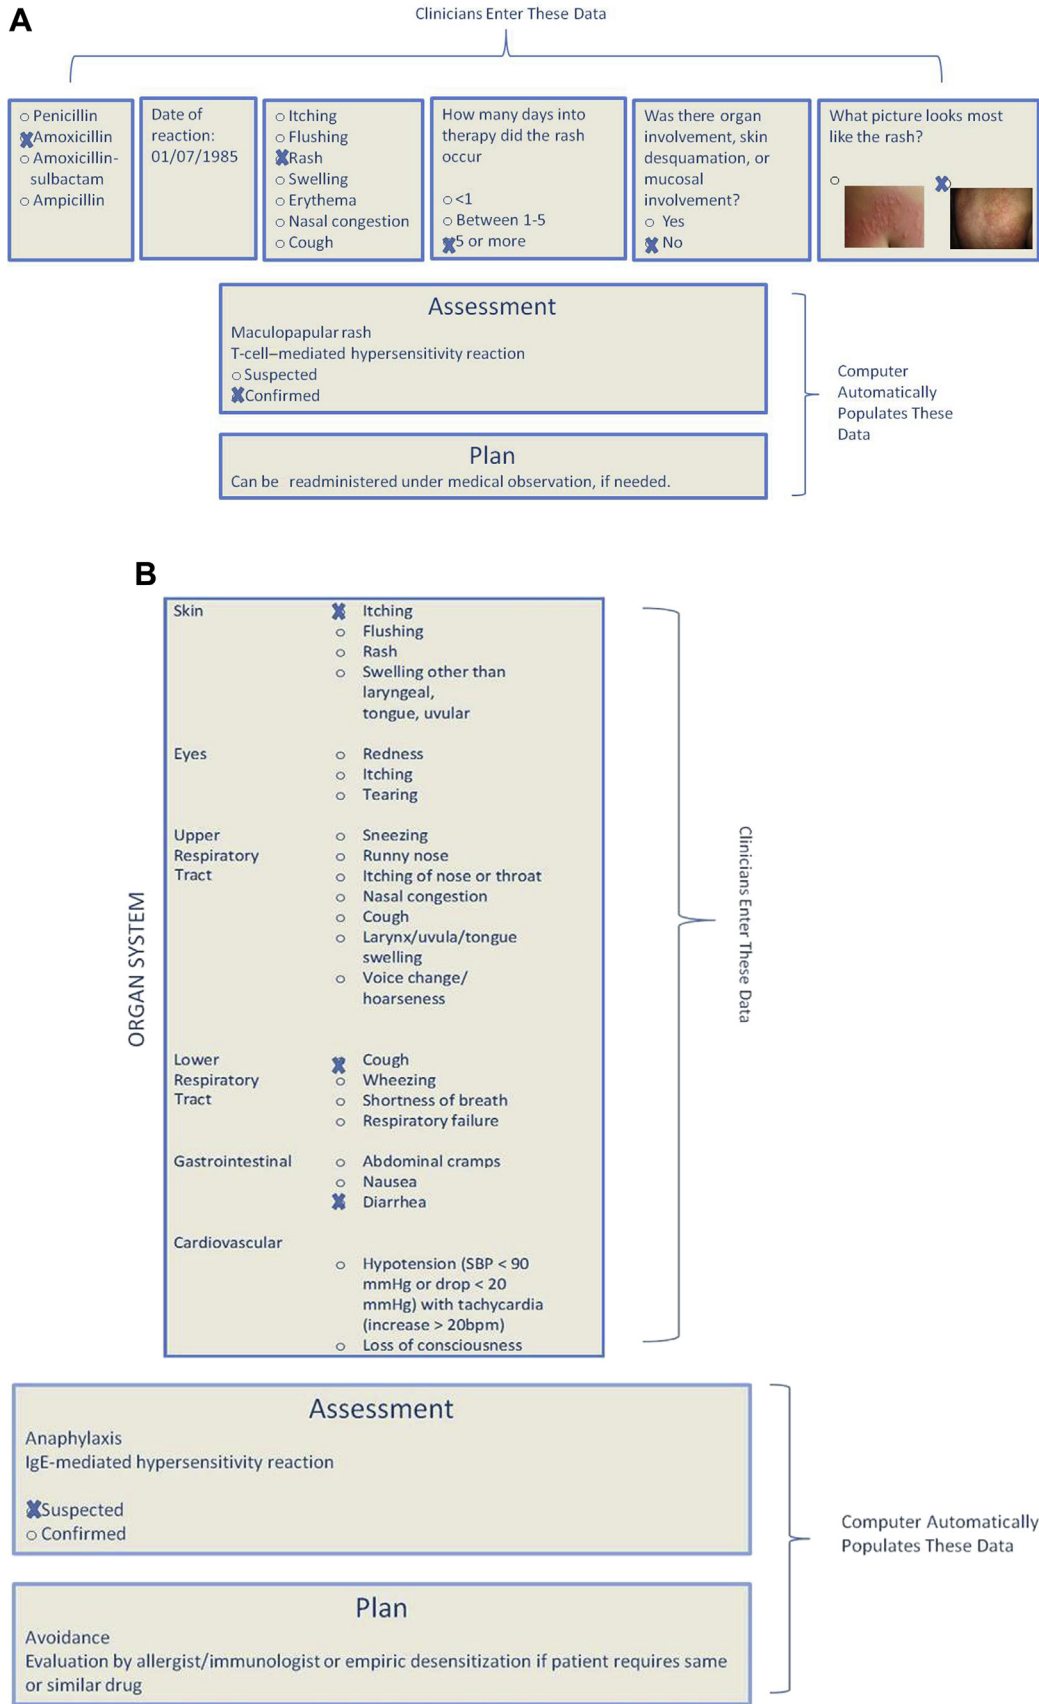 A
Clinicians Enter These Data
Penicillin
Amoxicillin
Amoxicillin-
sulbactam
Ampicillin
Date of
reaction:
01/07/1985
Itching
Flushing
Rash
Swelling
Erythema
Nasal congestion
Cough
How many days into
therapy did the rash
occur
<1
Between 1-5
5 or more
Was there organ
involvement, skin
desquamation, or
mucosal
involvement?
Yes
No
What picture looks most
like the rash?
Assessment
Maculopapular rash
T-cell–mediated hypersensitivity reaction
Suspected
Confirmed
Plan
Can be readministered under medical observation, if needed.
Computer
Automatically
Populates These
Data
B
ORGAN SYSTEM
Skin
Itching
Flushing
Rash
Swelling other than
laryngeal,
tongue, uvular
Eyes
Redness
Itching
Tearing
Upper
Respiratory
Tract
Sneezing
Runny nose
Itching of nose or throat
Nasal congestion
Cough
Larynx/uvula/tongue
swelling
Voice change/
hoarseness
Lower
Respiratory
Tract
Cough
Wheezing
Shortness of breath
Respiratory failure
Gastrointestinal
Abdominal cramps
Nausea
Diarrhea
Cardiovascular
Hypotension (SBP < 90
mmHg or drop < 20
mmHg) with tachycardia
(increase > 20bpm)
Loss of consciousness
Clinicians Enter These Data
Assessment
Anaphylaxis
IgE-mediated hypersensitivity reaction
Suspected
Confirmed
Plan
Avoidance
Evaluation by allergist/immunologist or empiric desensitization if patient requires same
or similar drug
Computer Automatically
Populates These Data